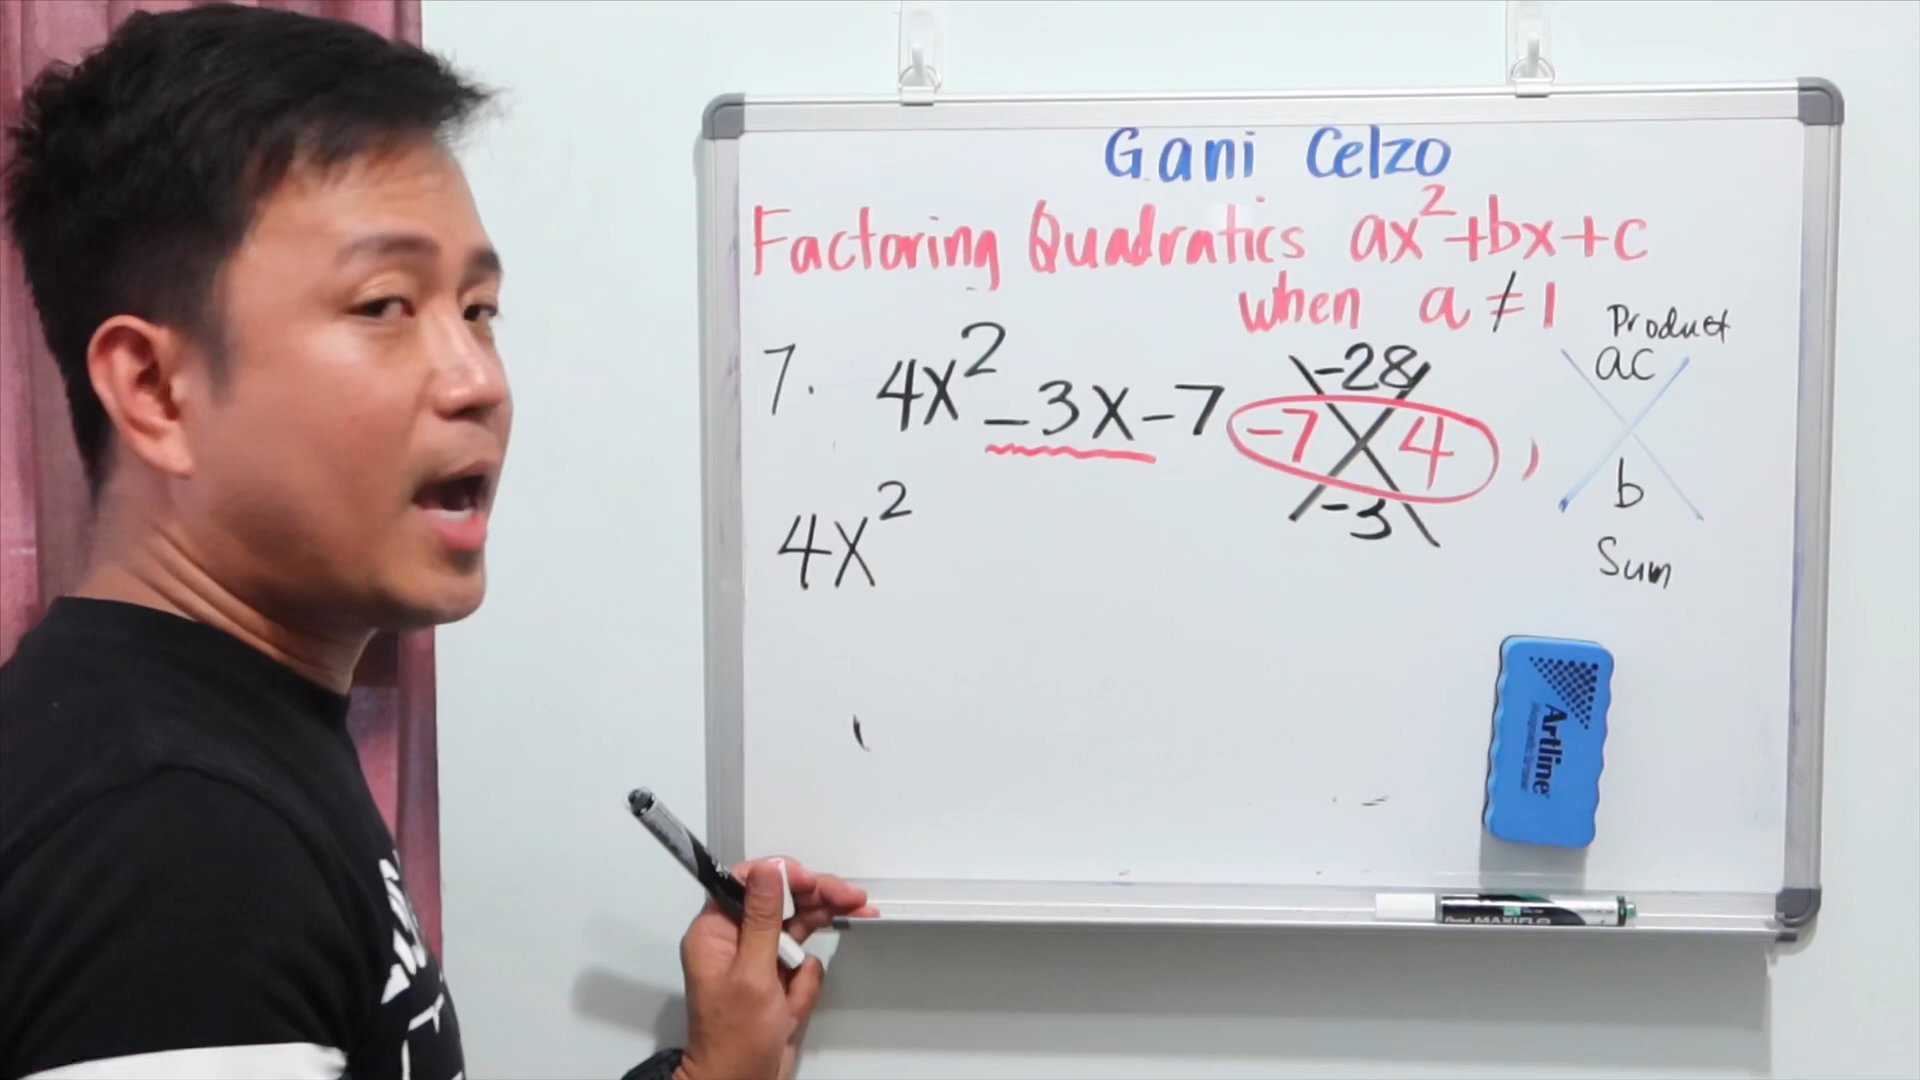 Gani Celzo
Factoring Quadratics ax²+bx+c
when a ≠ 1
Product
ac
b
Sum
7. 4x² -3x -7
-28
-7 4
-3
4x²
Artline
MAXIFLO